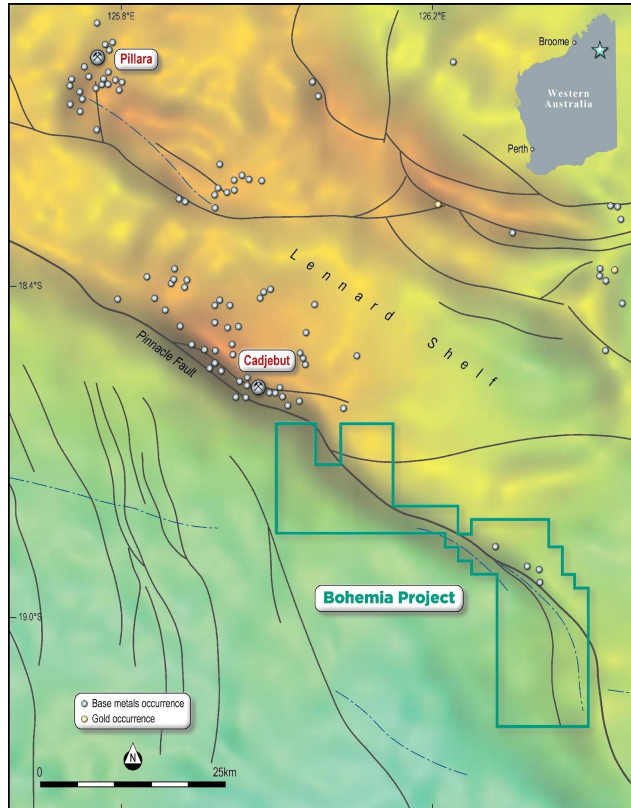 125.8°E
126.2°E
Broome
Western
Australia
Perth
Pillara
18.4°S
Lennard Shelf
Pinnacle Fault
Cadjebut
Bohemia Project
19.0°S
Base metals occurrence
Gold occurrence
N
0
25km